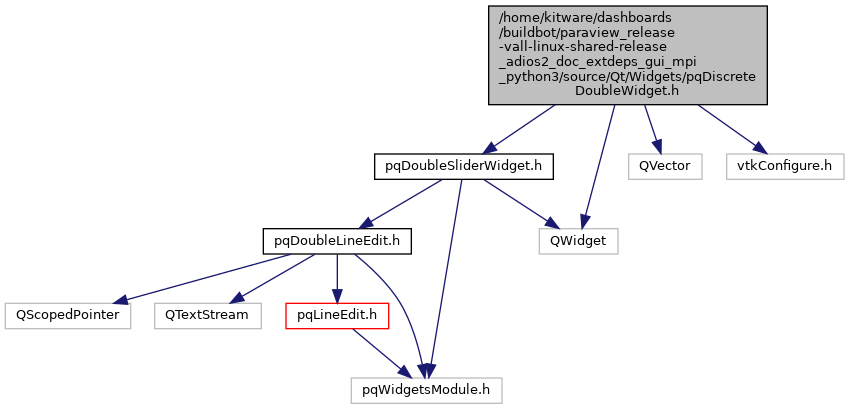 /home/kitware/dashboards
/buildbot/paraview_release
-vall-linux-shared-release
_adios2_doc_extdeps_gui_mpi
_python3/source/Qt/Widgets/pqDiscrete
DoubleWidget.h
pqDoubleSliderWidget.h
QVector
vtkConfigure.h
pqDoubleLineEdit.h
QWidget
QScopedPointer
QTextStream
pqLineEdit.h
pqWidgetsModule.h